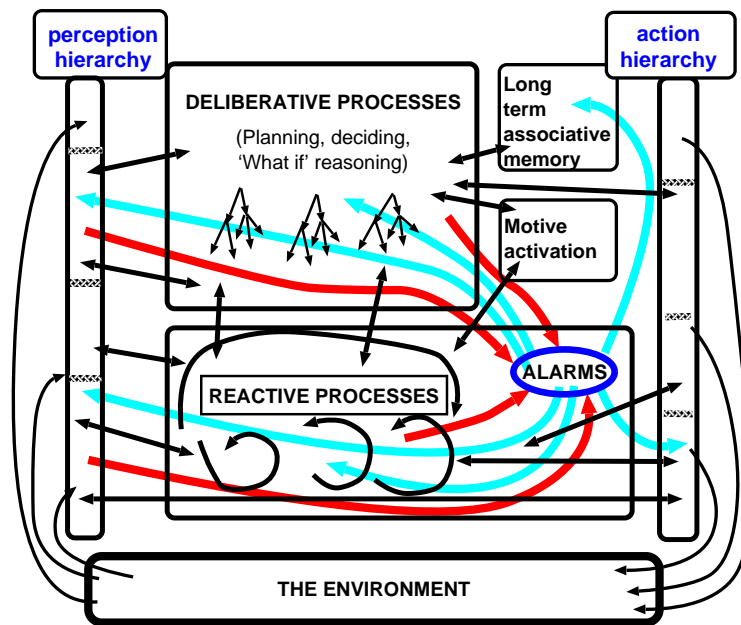 perception
hierarchy
action
hierarchy
DELIBERATIVE PROCESSES
(Planning, deciding,
‘What if’ reasoning)
Long
term
associative
memory
Motive
activation
ALARMS
REACTIVE PROCESSES
THE ENVIRONMENT